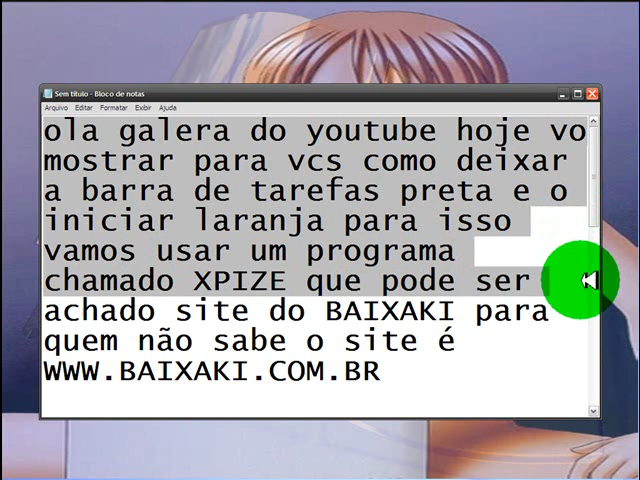 Sem título - Bloco de notas
Arquivo Editar Formatar Exibir Ajuda
ola galera do youtube hoje vo
mostrar para vcs como deixar
a barra de tarefas preta e o
iniciar laranja para isso
vamos usar um programa
chamado XPIZE que pode ser
achado site do BAIXAKI para
quem não sabe o site é
WWW.BAIXAKI.COM.BR